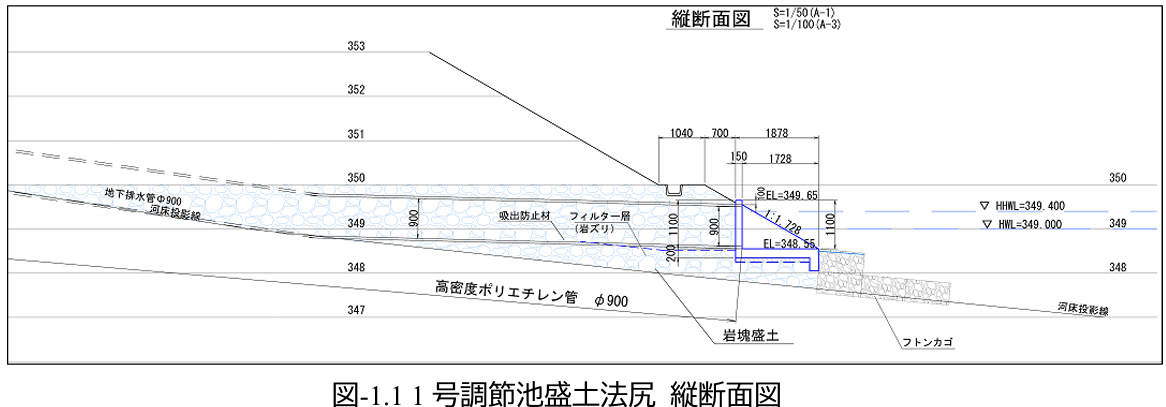 縦断面図
S=1/50(A-1)
S=1/100(A-3)
353
352
351
350
349
348
347
350
349
348
1040
700
1878
150
1728
100
EL=349.65
HHWL=349.400
HWL=349.000
1:1.728
EL=348.55
1100
900
1100
200
900
地下排水管Φ900
河床投影線
吸出防止材
フィルター層
(岩ズリ)
高密度ポリエチレン管 φ900
岩塊盛土
フトンカゴ
河床投影線
図-1.1 1号調節池盛土法尻 縦断面図